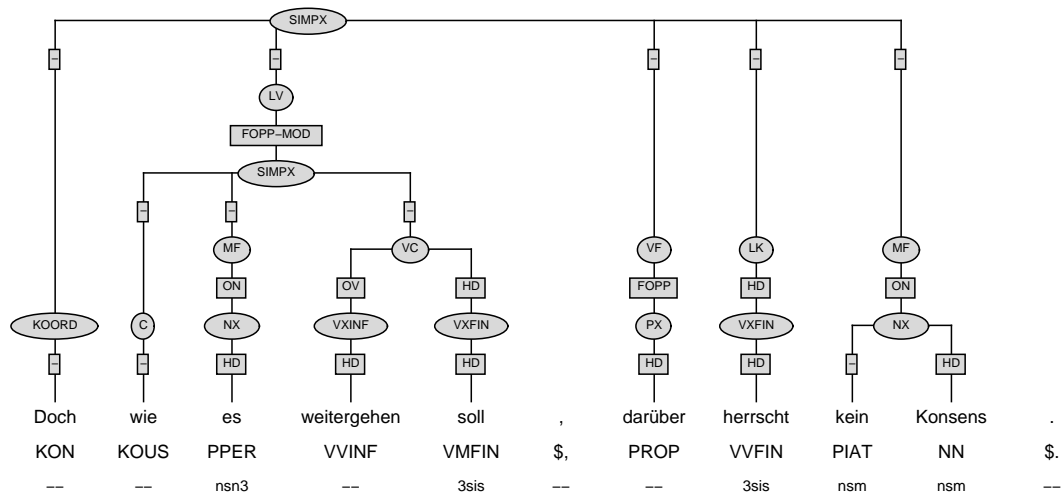 SIMPX
– – – – –
LV
FOPP–MOD
SIMPX
– – –
MF VC VF LK MF
ON OV HD FOPP HD ON
KOORD C NX VXINF VXFIN PX VXFIN NX
– – HD HD HD HD HD – HD
Doch wie es weitergehen soll , darüber herrscht kein Konsens .
KON KOUS PPER VVINF VMFIN $, PROP VVFIN PIAT NN $.
–– –– nsn3 –– 3sis –– –– 3sis nsm nsm ––